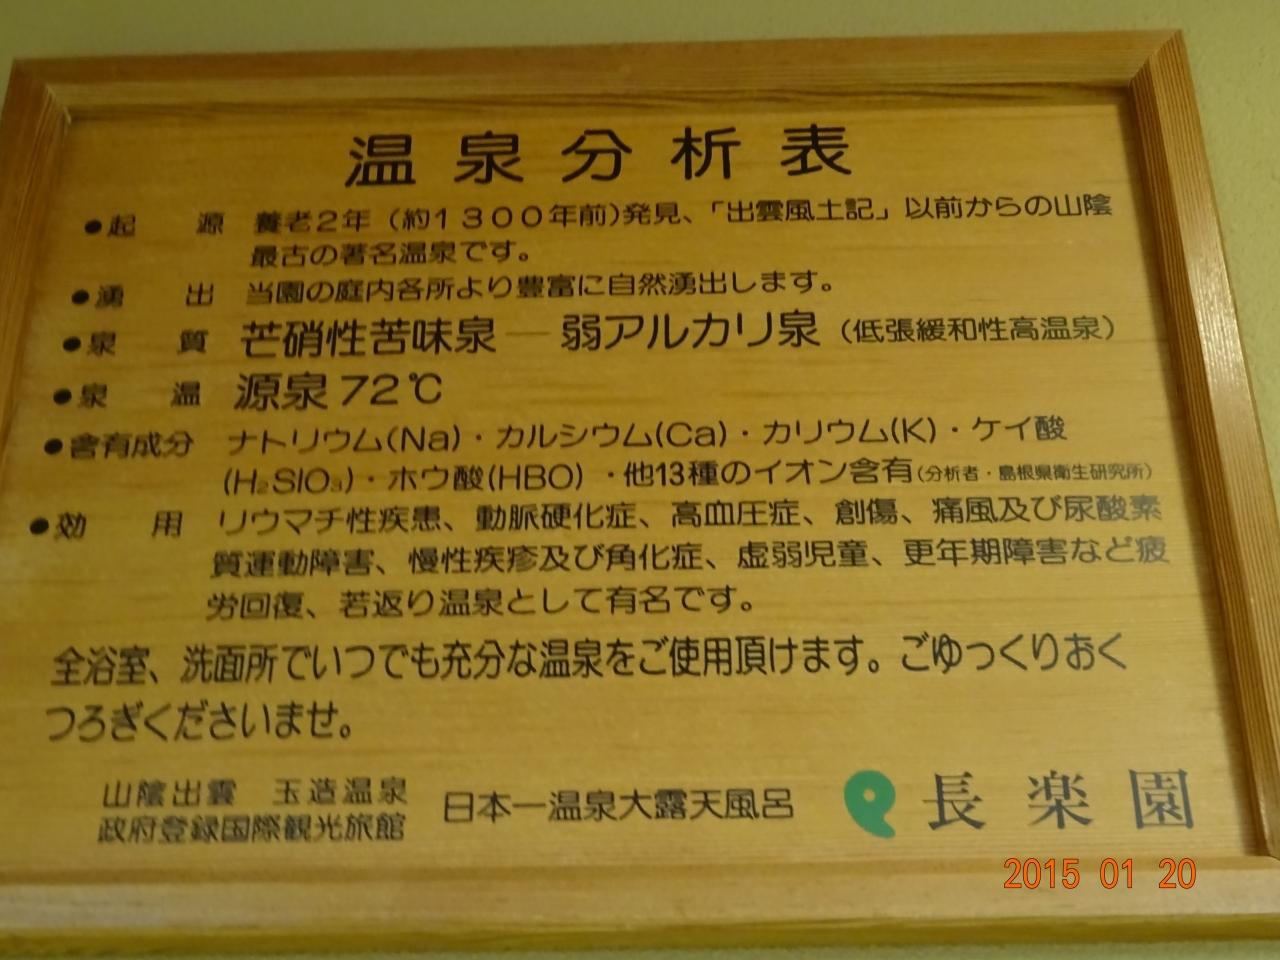 温泉分析表
●起　源 養老2年（約1300年前)発見、「出雲風土記」以前からの山陰
最古の著名温泉です。
●湧　出 当園の庭内各所より豊富に自然湧出します。
●泉　質 芒硝性苦味泉―弱アルカリ泉（低張緩和性高温泉）
●泉　温 源泉72℃
●含有成分 ナトリウム(Na)・カルシウム(Ca)・カリウム(K)・ケイ酸
(H₂SIO₃)・ホウ酸(HBO)・他13種のイオン含有(分析者・島根県衛生研究所)
●効　用 リウマチ性疾患、動脈硬化症、高血圧症、創傷、痛風及び尿酸素
質運動障害、慢性疾疹及び角化症、虚弱児童、更年期障害など疲
労回復、若返り温泉として有名です。
全浴室、洗面所でいつでも充分な温泉をご使用頂けます。ごゆっくりおく
つろぎくださいませ。
山陰出雲　玉造温泉
政府登録国際観光旅館
日本一温泉大露天風呂
長楽園
2015 01 20